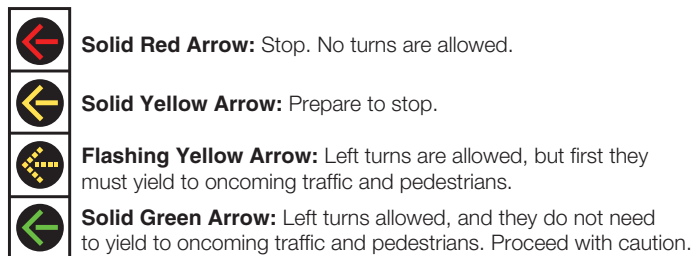 Solid Red Arrow: Stop. No turns are allowed.
Solid Yellow Arrow: Prepare to stop.
Flashing Yellow Arrow: Left turns are allowed, but first they
must yield to oncoming traffic and pedestrians.
Solid Green Arrow: Left turns allowed, and they do not need
to yield to oncoming traffic and pedestrians. Proceed with caution.